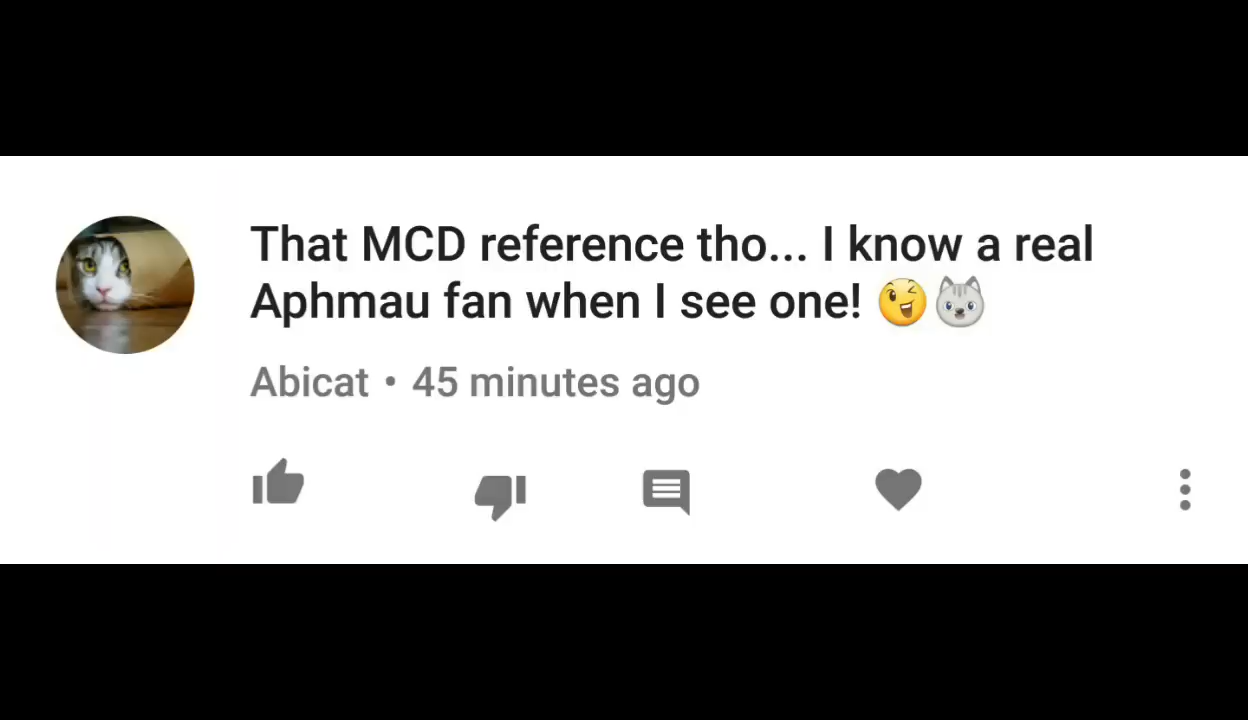 That MCD reference tho... I know a real
Aphmau fan when I see one! 😜🐺
Abicat • 45 minutes ago